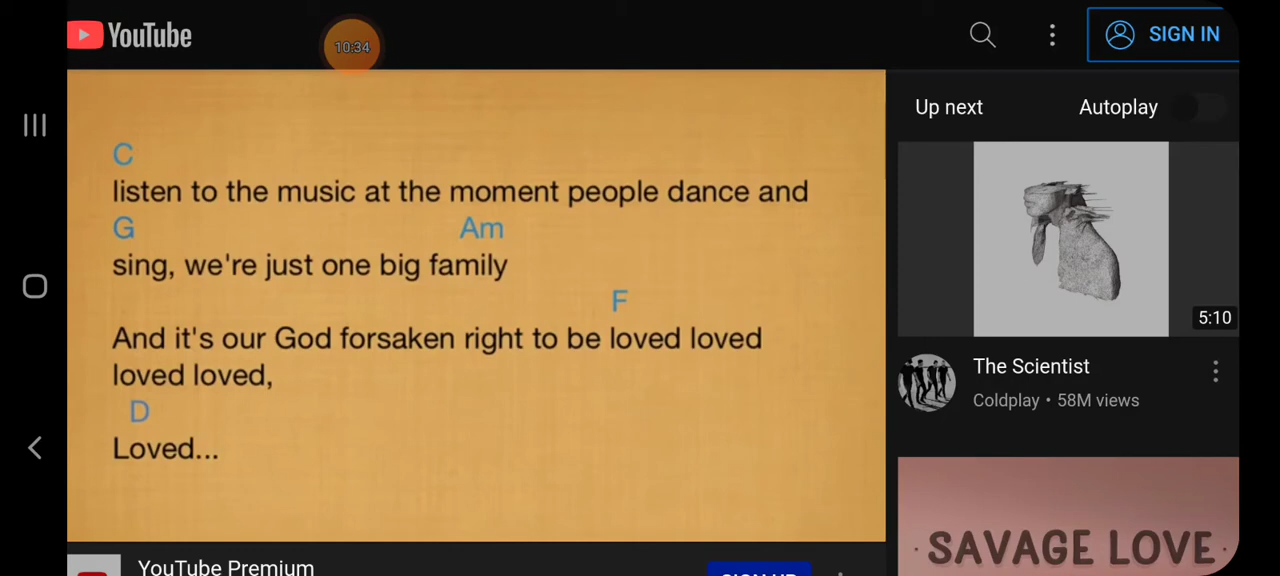 YouTube
10:34
SIGN IN
C
listen to the music at the moment people dance and
G Am
sing, we're just one big family
F
And it's our God forsaken right to be loved loved
loved loved,
D
Loved...
Up next Autoplay
5:10
The Scientist
Coldplay • 58M views
· SAVAGE LOVE ·
YouTube Premium
SIGN UP